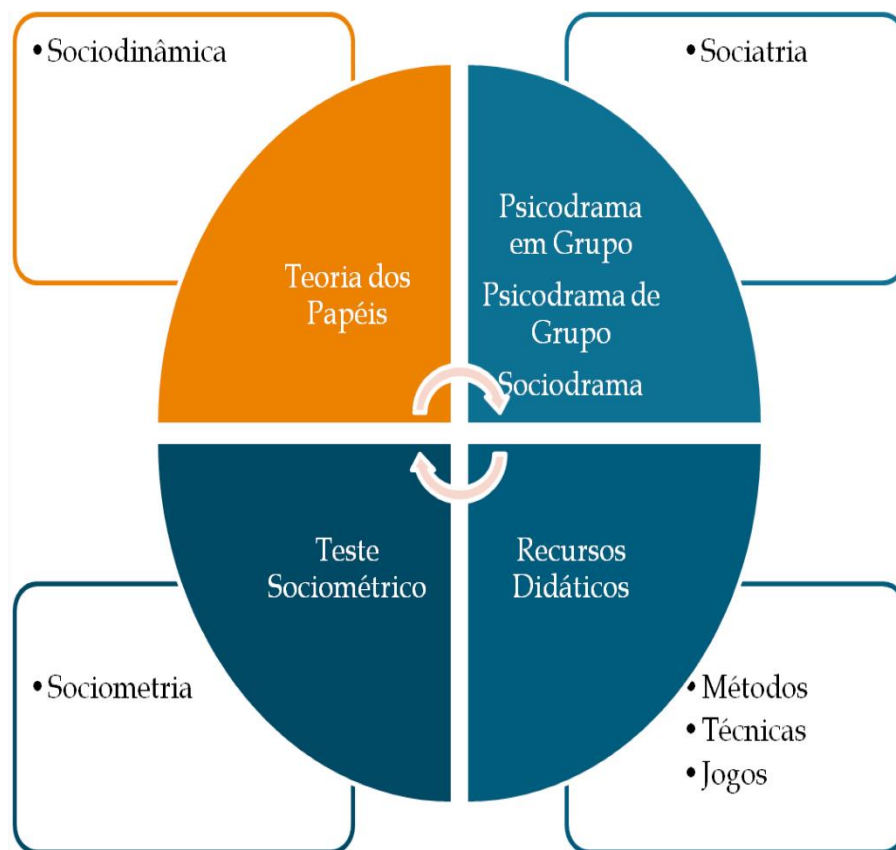 •Sociodinâmica
•Sociatria
Teoria dos
Papéis
Psicodrama
em Grupo
Psicodrama de
Grupo
Sociodrama
Teste
Sociométrico
Recursos
Didáticos
•Sociometria
•Métodos
•Técnicas
•Jogos